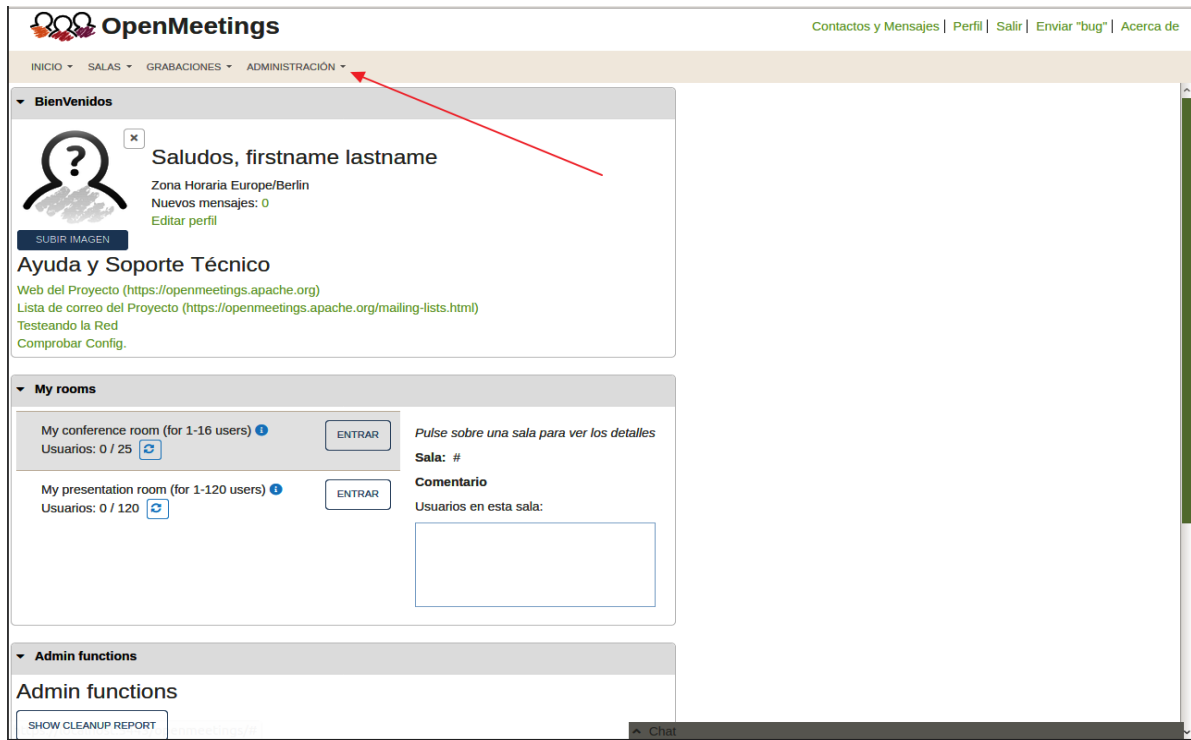 OpenMeetings
Contactos y Mensajes | Perfil | Salir | Enviar "bug" | Acerca de
INICIO SALAS GRABACIONES ADMINISTRACIÓN
BienVenidos
Saludos, firstname lastname
Zona Horaria Europe/Berlin
Nuevos mensajes: 0
Editar perfil
SUBIR IMAGEN
Ayuda y Soporte Técnico
Web del Proyecto (https://openmeetings.apache.org)
Lista de correo del Proyecto (https://openmeetings.apache.org/mailing-lists.html)
Testeando la Red
Comprobar Config.
My rooms
My conference room (for 1-16 users)
Usuarios: 0 / 25
ENTRAR
My presentation room (for 1-120 users)
Usuarios: 0 / 120
ENTRAR
Pulse sobre una sala para ver los detalles
Sala: #
Comentario
Usuarios en esta sala:
Admin functions
Admin functions
SHOW CLEANUP REPORT
Chat